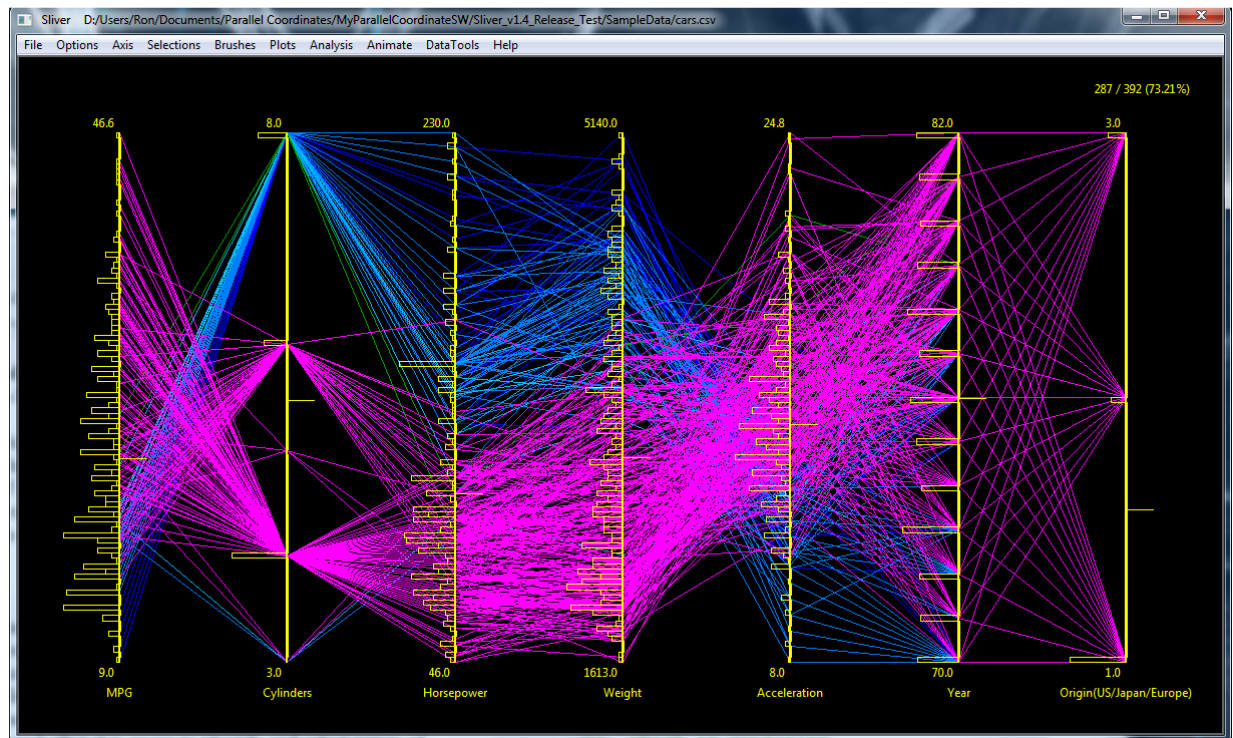 Sliver D:/Users/Ron/Documents/Parallel Coordinates/MyParallelCoordinateSW/Sliver_v1.4_Release_Test/SampleData/cars.csv
File Options Axis Selections Brushes Plots Analysis Animate DataTools Help
287 / 392 (73.21%)
46.6 8.0 230.0 5140.0 24.8 82.0 3.0
9.0 3.0 46.0 1613.0 8.0 70.0 1.0
MPG Cylinders Horsepower Weight Acceleration Year Origin(US/Japan/Europe)